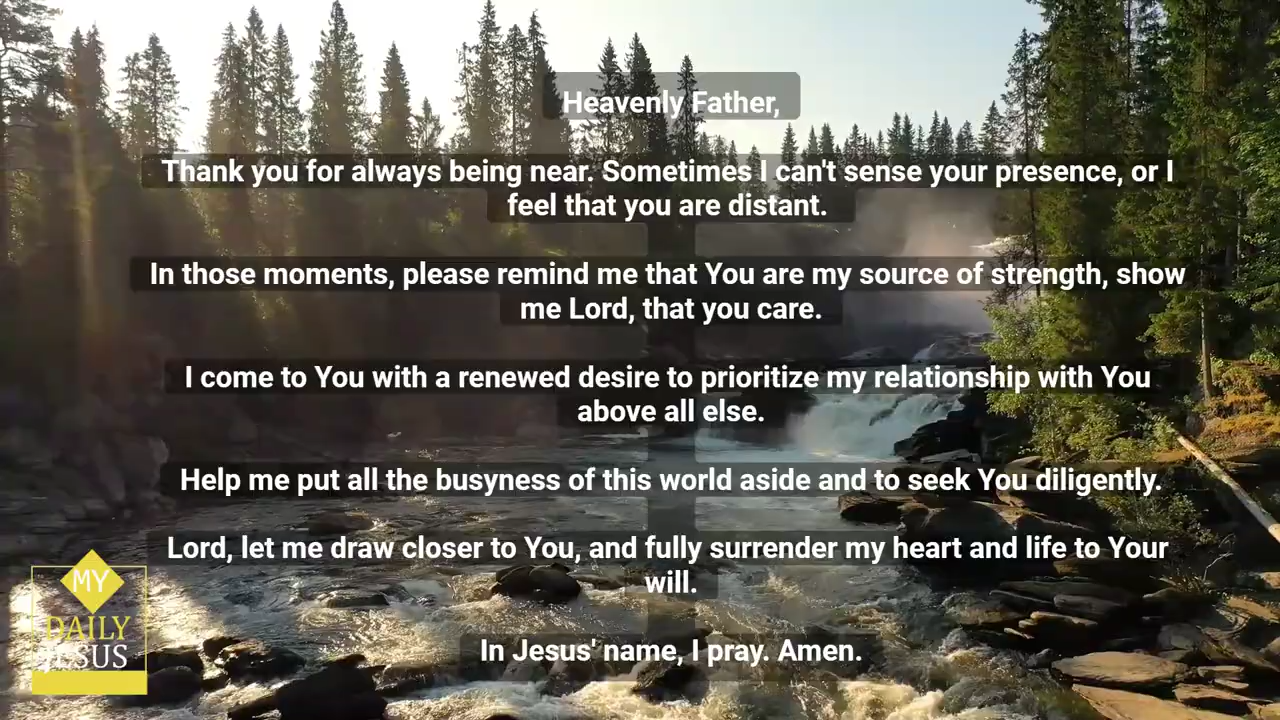 Heavenly Father,
Thank you for always being near. Sometimes I can't sense your presence, or I
feel that you are distant.
In those moments, please remind me that You are my source of strength, show
me Lord, that you care.
I come to You with a renewed desire to prioritize my relationship with You
above all else.
Help me put all the busyness of this world aside and to seek You diligently.
Lord, let me draw closer to You, and fully surrender my heart and life to Your
will.
In Jesus' name, I pray. Amen.
MY
DAILY
JESUS